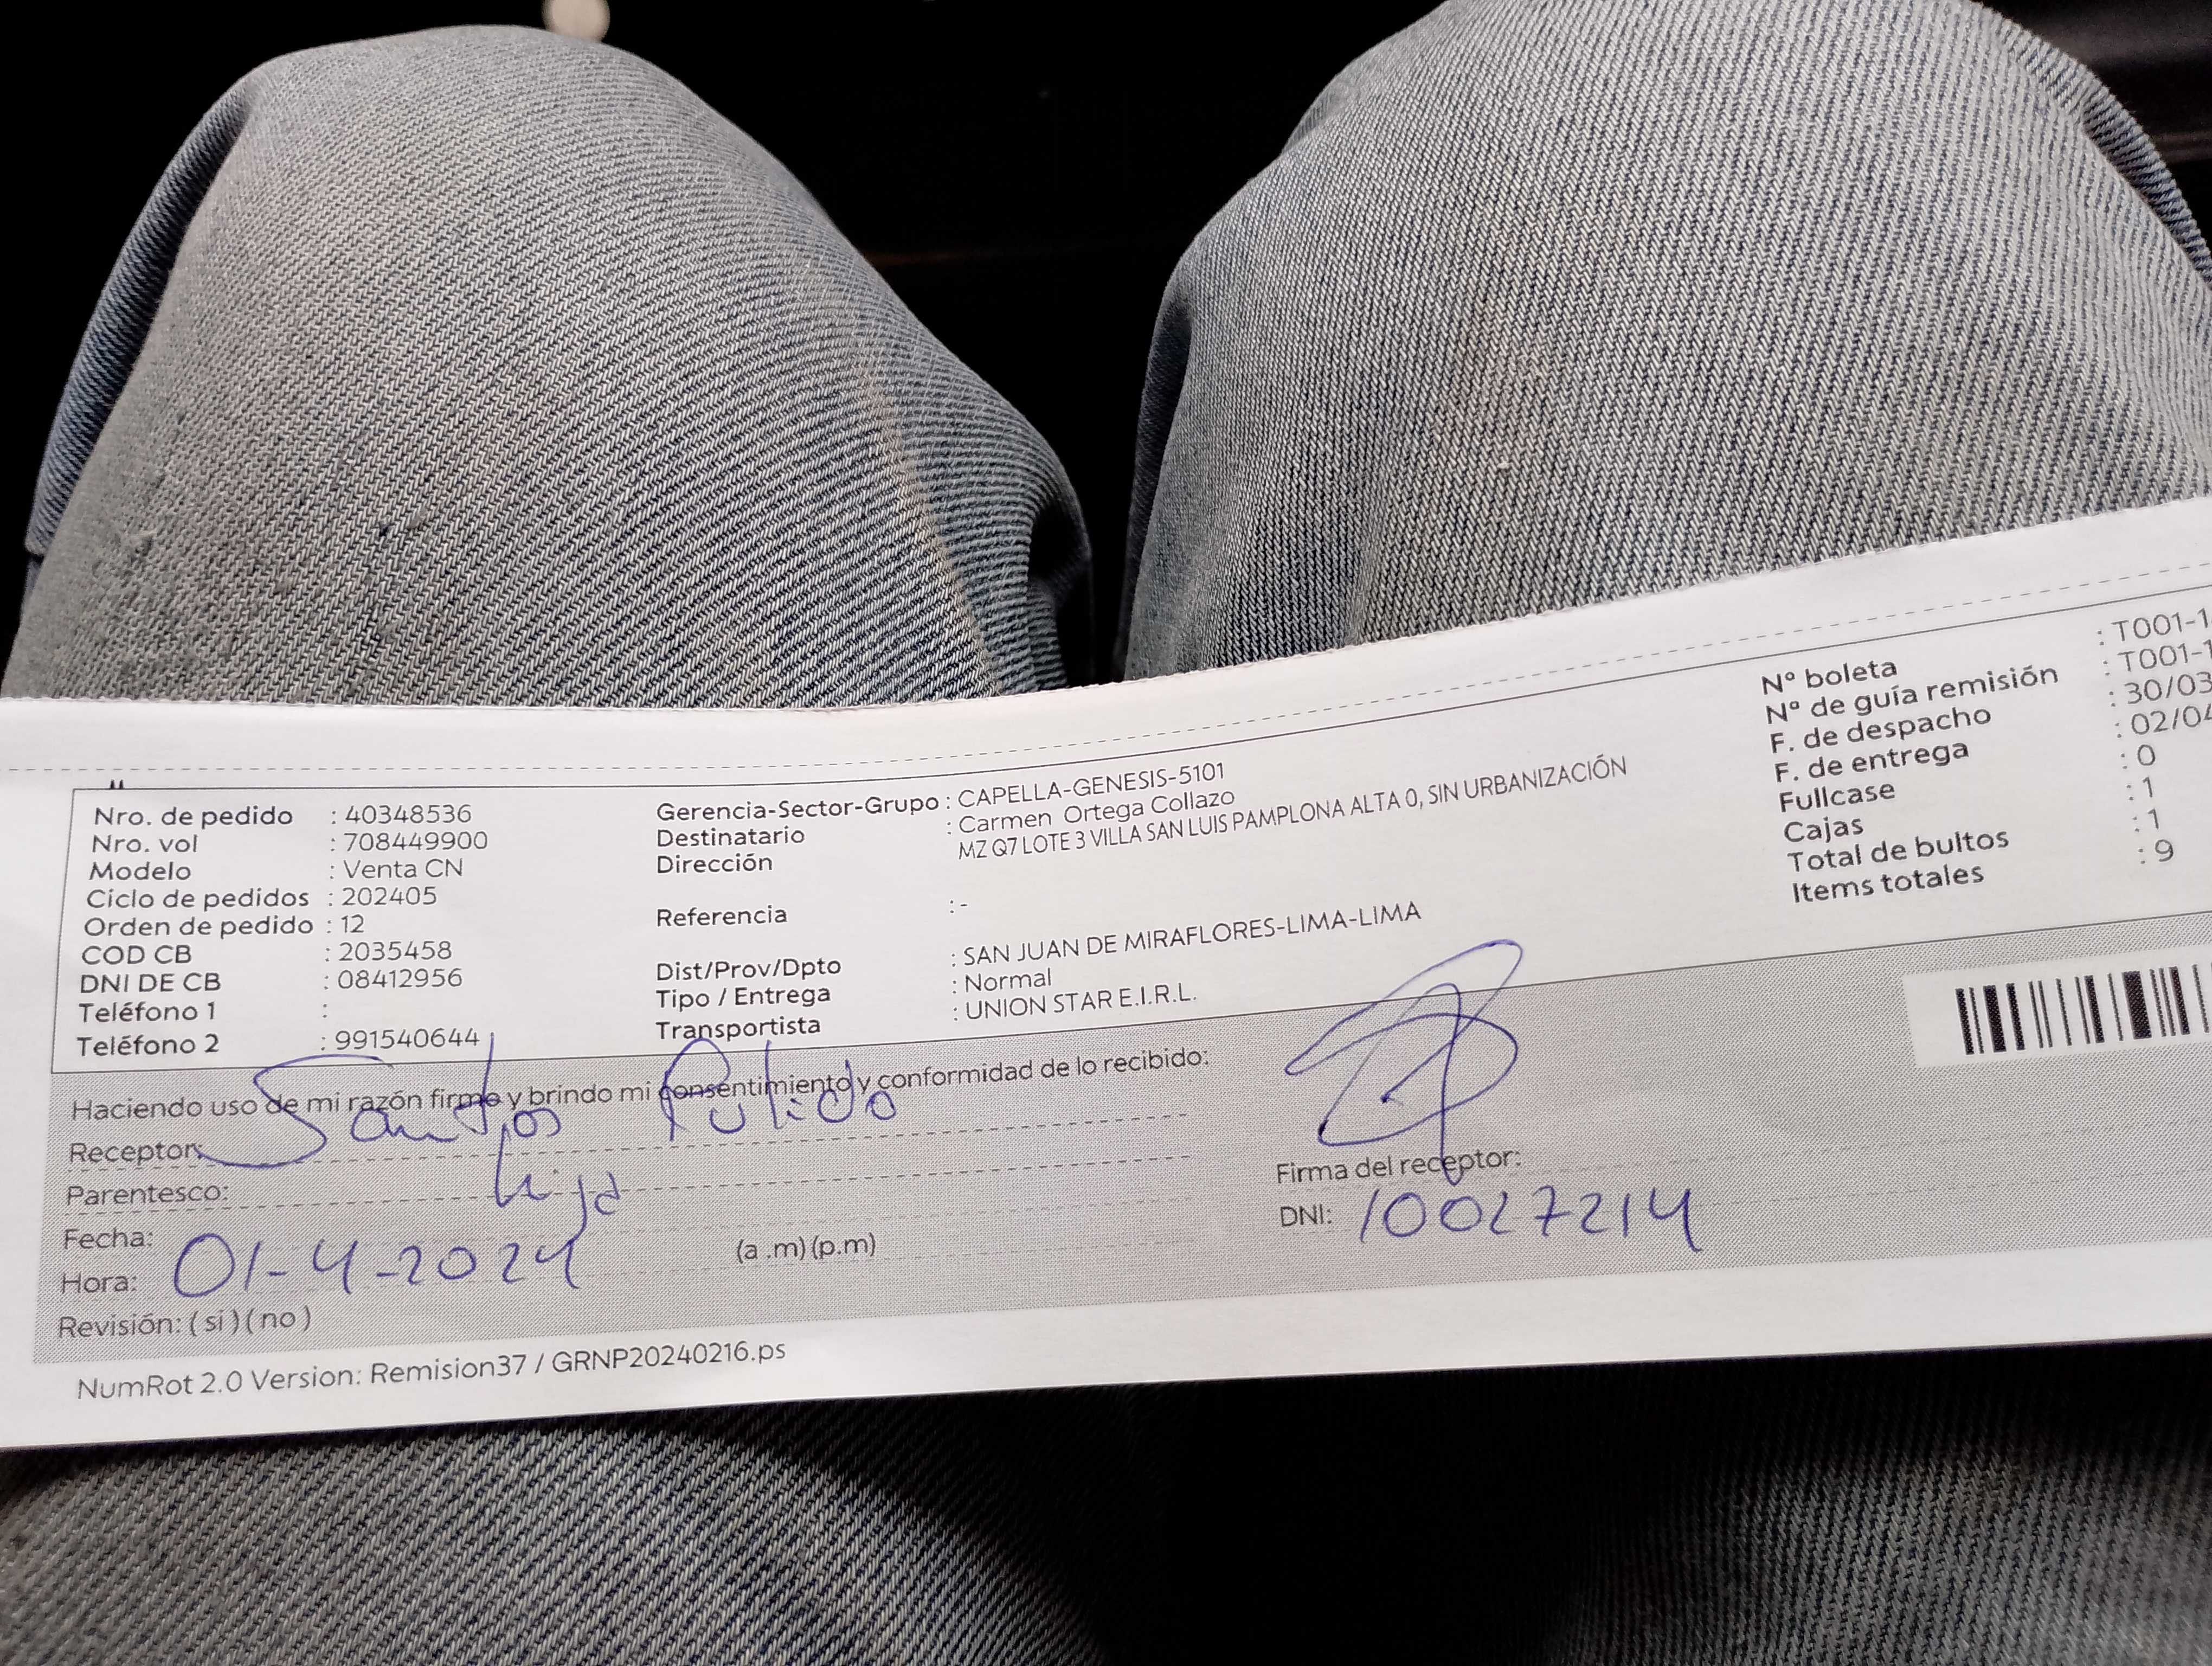 Nro. de pedido : 40348536
Nro. vol : 708449900
Modelo : Venta CN
Ciclo de pedidos : 202405
Orden de pedido : 12
COD CB : 2035458
DNI DE CB : 08412956
Teléfono 1 :
Teléfono 2 : 991540644
Gerencia-Sector-Grupo : CAPELLA-GENESIS-5101
Destinatario : Carmen Ortega Collazo
Dirección MZ Q7 LOTE 3 VILLA SAN LUIS PAMPLONA ALTA 0, SIN URBANIZACIÓN
Referencia : -
Dist/Prov/Dpto : SAN JUAN DE MIRAFLORES-LIMA-LIMA
Tipo / Entrega : Normal
Transportista : UNION STAR E.I.R.L.
N° boleta : T001-1
N° de guía remisión : T001-1
F. de despacho : 30/03
F. de entrega : 02/04
Fullcase : 0
Cajas : 1
Total de bultos : 1
Items totales : 9
Haciendo uso de mi razón firmo y brindo mi consentimiento y conformidad de lo recibido:
Receptor: Santos Pulido
Parentesco: hija
Fecha: 01-4-2024
Hora: (a .m) (p.m)
Revisión: ( si ) ( no )
Firma del receptor:
DNI: 10027214
NumRot 2.0 Version: Remision37 / GRNP20240216.ps